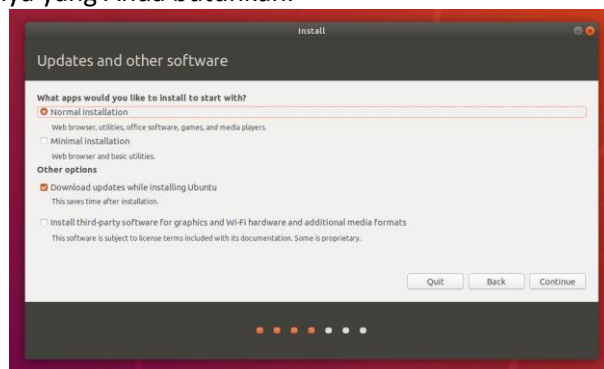 yang Anda butuhkan.
Install
Updates and other software
What apps would you like to install to start with?
Normal installation
Web browser, utilities, office software, games, and media players.
Minimal installation
Web browser and basic utilities.
Other options
Download updates while installing Ubuntu
This saves time after installation.
Install third-party software for graphics and Wi-Fi hardware and additional media formats
This software is subject to license terms included with its documentation. Some is proprietary.
Quit Back Continue